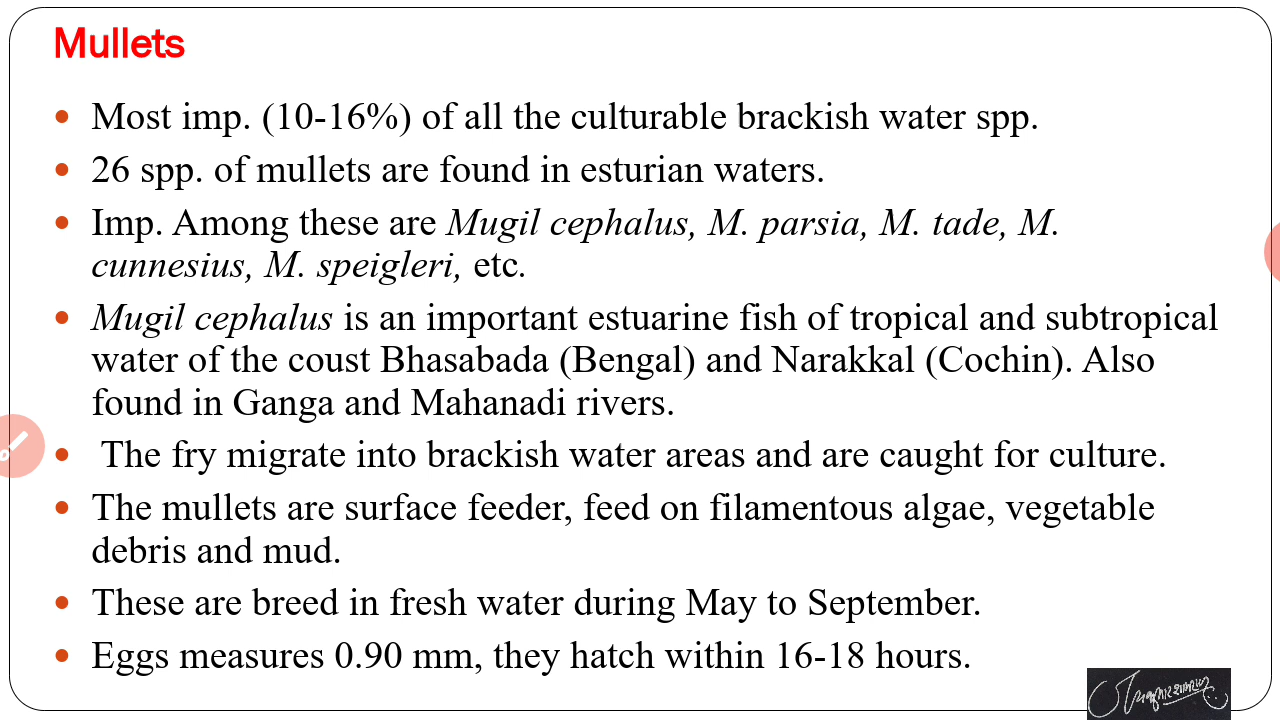 Mullets
• Most imp. (10-16%) of all the culturable brackish water spp.
• 26 spp. of mullets are found in esturian waters.
• Imp. Among these are Mugil cephalus, M. parsia, M. tade, M.
cunnesius, M. speigleri, etc.
• Mugil cephalus is an important estuarine fish of tropical and subtropical
water of the coust Bhasabada (Bengal) and Narakkal (Cochin). Also
found in Ganga and Mahanadi rivers.
• The fry migrate into brackish water areas and are caught for culture.
• The mullets are surface feeder, feed on filamentous algae, vegetable
debris and mud.
• These are breed in fresh water during May to September.
• Eggs measures 0.90 mm, they hatch within 16-18 hours.